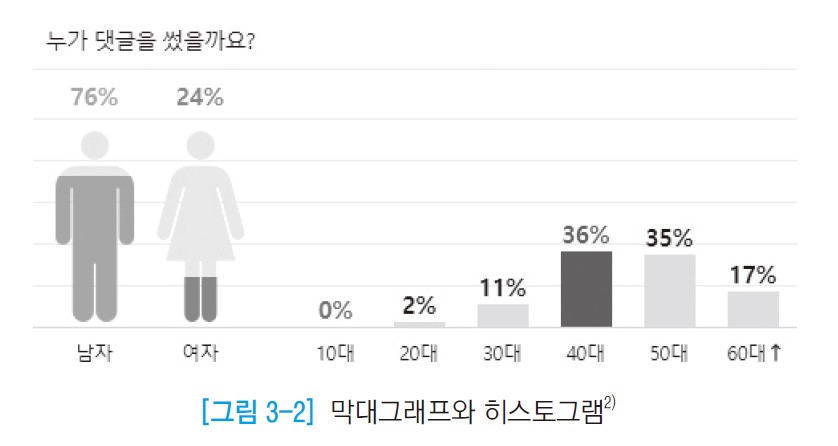 누가 댓글을 썼을까요?
76% 24%
36% 35%
17%
11%
2%
0%
남자 여자 10대 20대 30대 40대 50대 60대↑
[그림 3-2] 막대그래프와 히스토그램2)